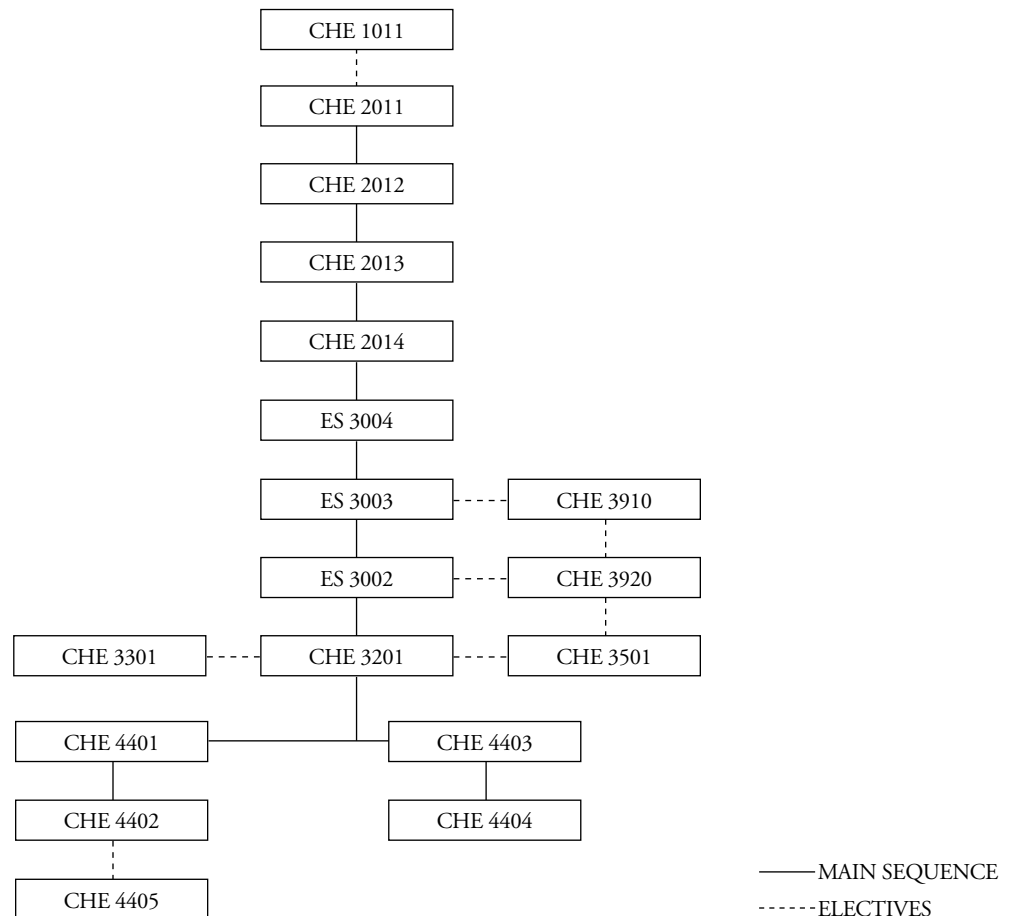 CHE 1011
CHE 2011
CHE 2012
CHE 2013
CHE 2014
ES 3004
ES 3003 CHE 3910
ES 3002 CHE 3920
CHE 3301 CHE 3201 CHE 3501
CHE 4401 CHE 4403
CHE 4402 CHE 4404
MAIN SEQUENCE
CHE 4405
ELECTIVES